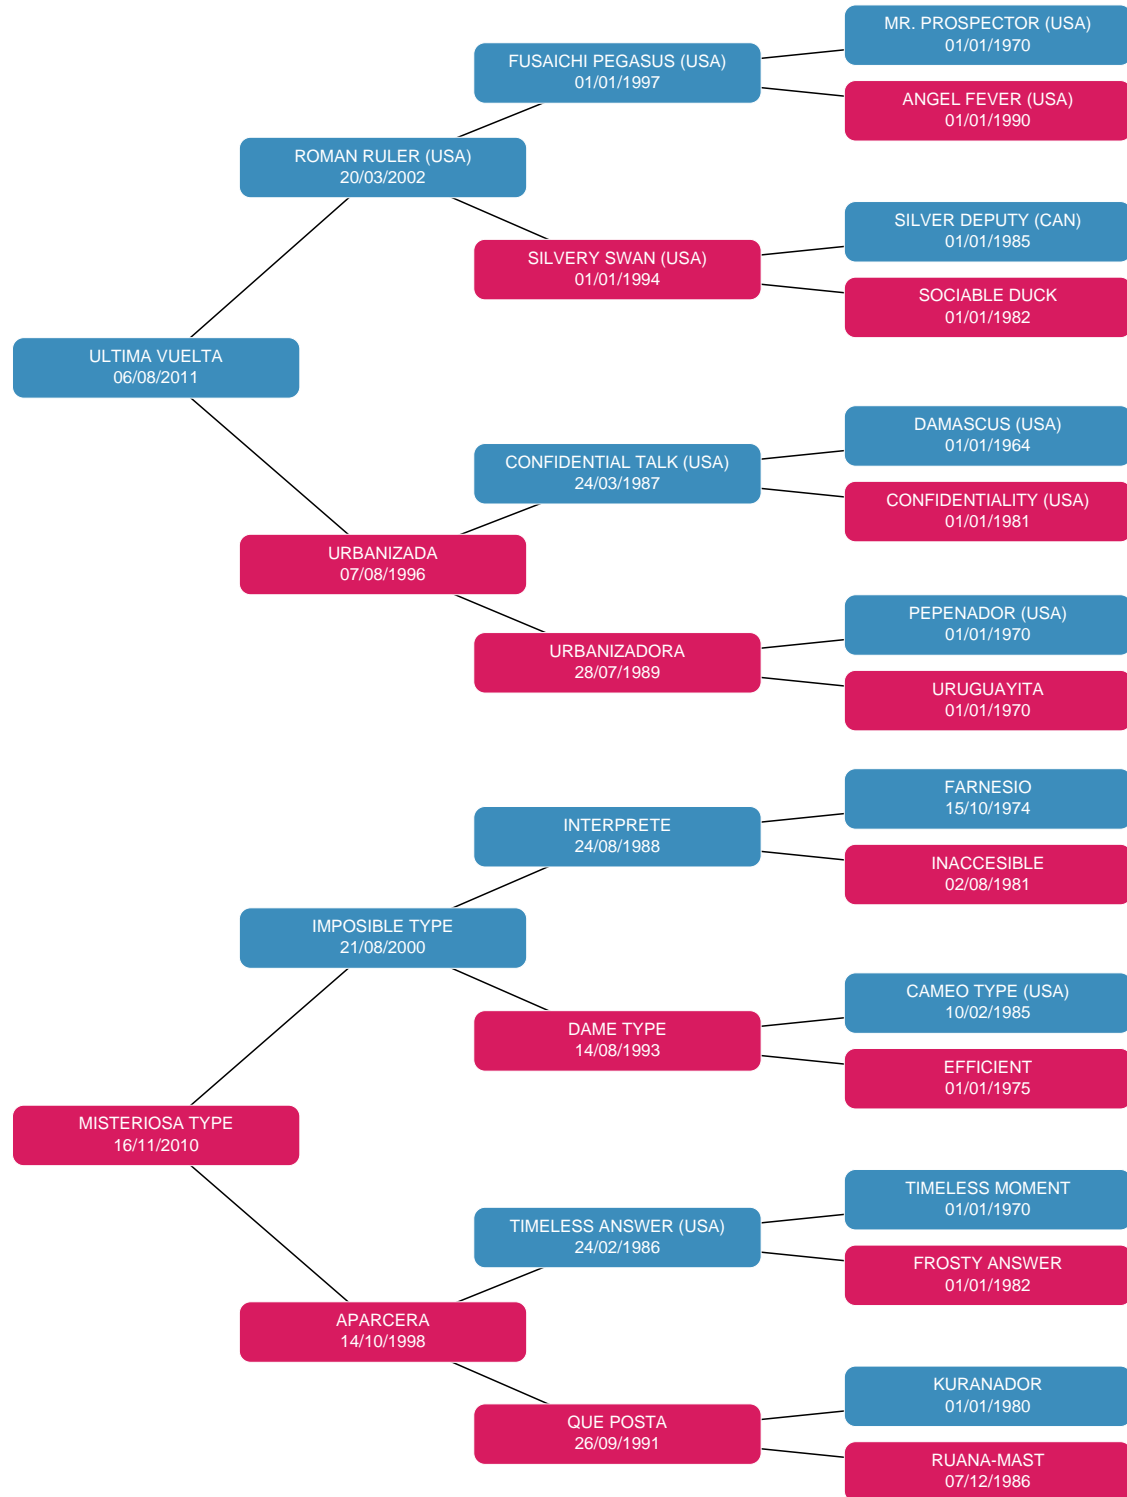 MR. PROSPECTOR (USA)
01/01/1970
FUSAICHI PEGASUS (USA)
01/01/1997
ANGEL FEVER (USA)
01/01/1990
ROMAN RULER (USA)
20/03/2002
SILVER DEPUTY (CAN)
01/01/1985
SILVERY SWAN (USA)
01/01/1994
SOCIABLE DUCK
01/01/1982
ULTIMA VUELTA
06/08/2011
DAMASCUS (USA)
01/01/1964
CONFIDENTIAL TALK (USA)
24/03/1987
CONFIDENTIALITY (USA)
01/01/1981
URBANIZADA
07/08/1996
PEPENADOR (USA)
01/01/1970
URBANIZADORA
28/07/1989
URUGUAYITA
01/01/1970
FARNESIO
15/10/1974
INTERPRETE
24/08/1988
INACCESIBLE
02/08/1981
IMPOSIBLE TYPE
21/08/2000
CAMEO TYPE (USA)
10/02/1985
DAME TYPE
14/08/1993
EFFICIENT
01/01/1975
MISTERIOSA TYPE
16/11/2010
TIMELESS MOMENT
01/01/1970
TIMELESS ANSWER (USA)
24/02/1986
FROSTY ANSWER
01/01/1982
APARCERA
14/10/1998
KURANADOR
01/01/1980
QUE POSTA
26/09/1991
RUANA-MAST
07/12/1986